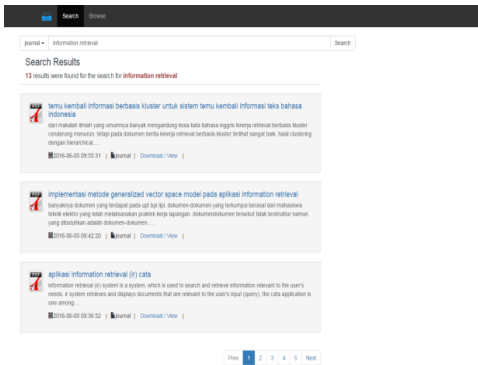 Search Browse
journal information retrieval Search
Search Results
13 results were found for the search for information retrieval
temu kembali informasi berbasis kluster untuk sistem temu kembali informasi teks bahasa
indonesia
dari makalah ilmiah yang umumnya banyak mengandung kosa kata bahasa inggris kinerja retrieval berbasis kluster
cenderung menurun. tetapi pada dokumen berita kinerja retrieval berbasis kluster terlihat sangat baik. hasil clustering
dengan hierarchical.....
2016-06-05 09:55:31 | journal | Download / View |
implementasi metode generalized vector space model pada aplikasi information retrieval
banyaknya dokumen yang terdapat pada upt bpi lipi. dokumen-dokumen yang terkumpul berasal dari mahasiswa
teknik elektro yang telah melaksanakan praktek kerja lapangan. dokumendokumen tersebut tidak terstruktur namun
yang dibutuhkan adalah dokumen-dokumen.....
2016-06-05 09:42:20 | journal | Download / View |
aplikasi information retrieval (ir) cata
information retrieval (ir) system is a system, which is used to search and retrieve information relevant to the user's
needs. ir system retrieves and displays documents that are relevant to the user's input (query). the cata application is
one among.....
2016-06-05 09:36:52 | journal | Download / View |
Prev 1 2 3 4 5 Next